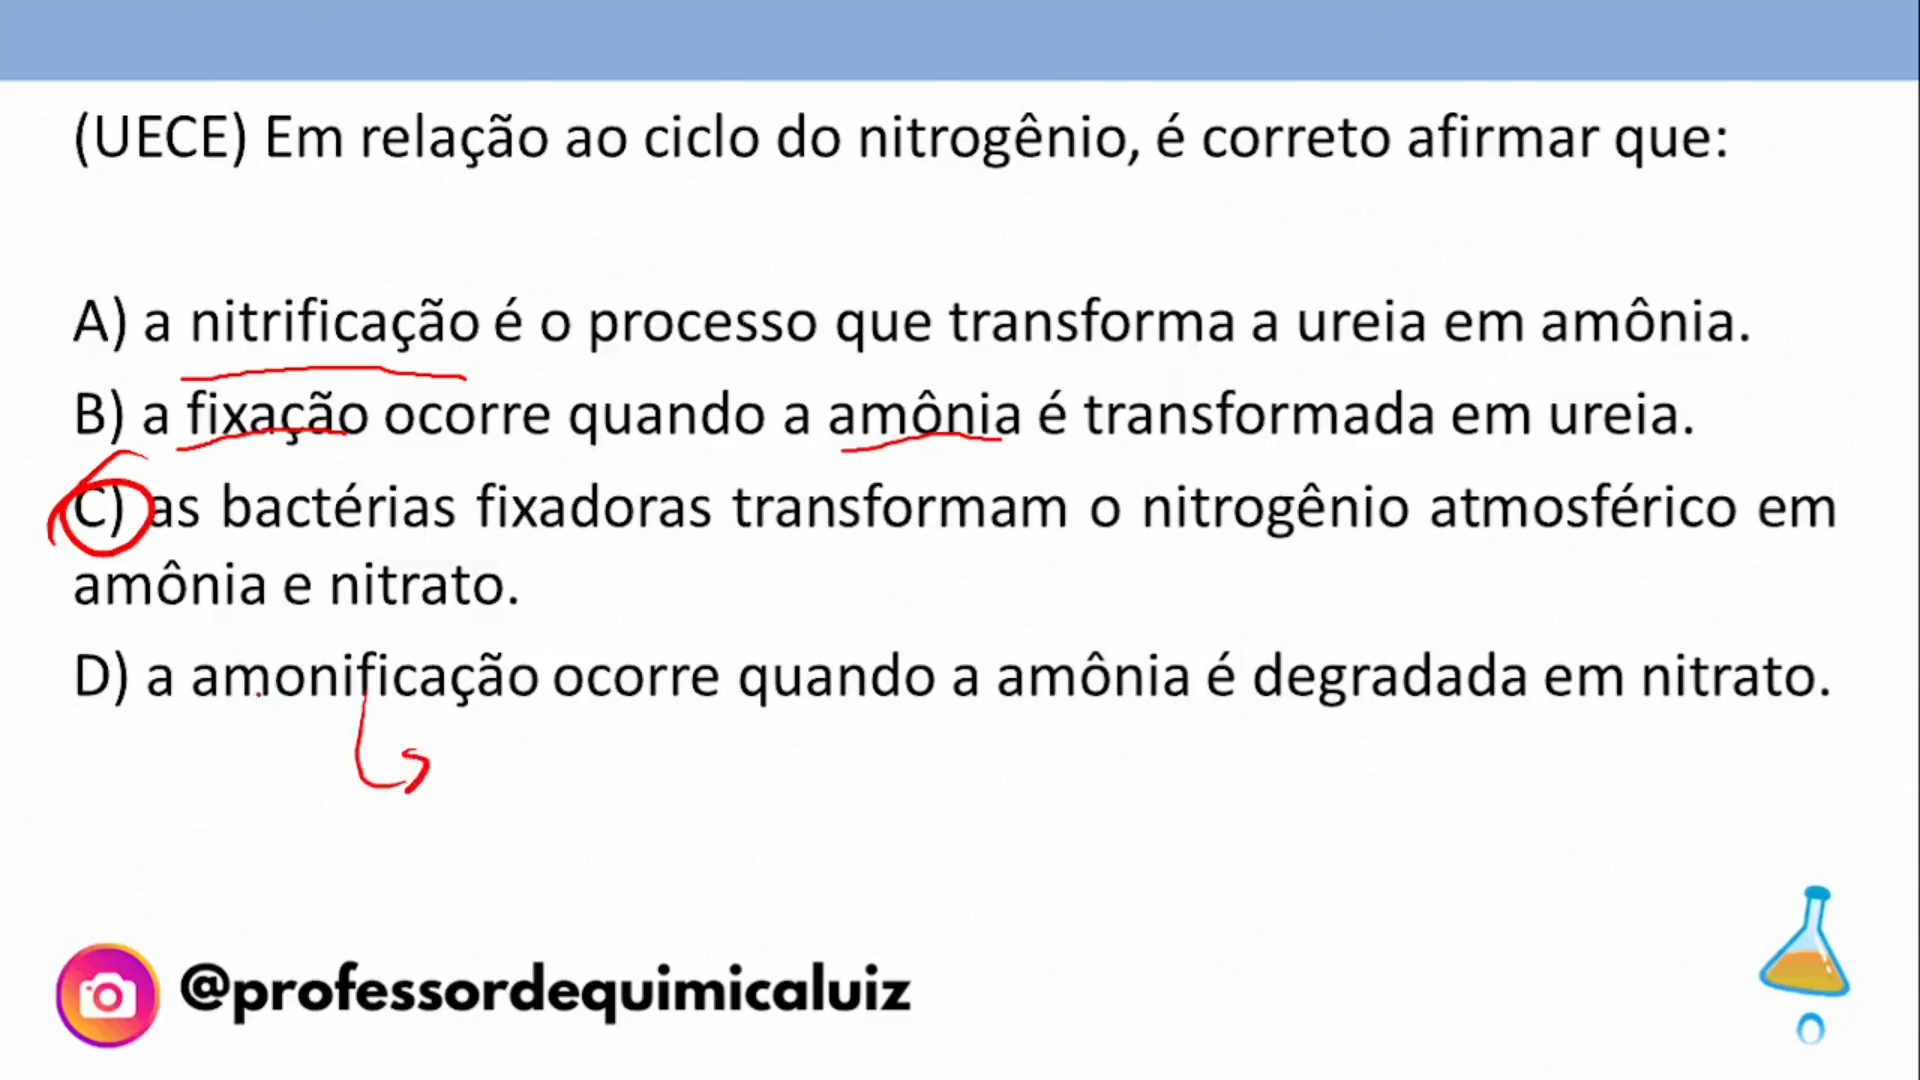 (UECE) Em relação ao ciclo do nitrogênio, é correto afirmar que:
A) a nitrificação é o processo que transforma a ureia em amônia.
B) a fixação ocorre quando a amônia é transformada em ureia.
C) as bactérias fixadoras transformam o nitrogênio atmosférico em
amônia e nitrato.
D) a amonificação ocorre quando a amônia é degradada em nitrato.
@professordequimicaluiz